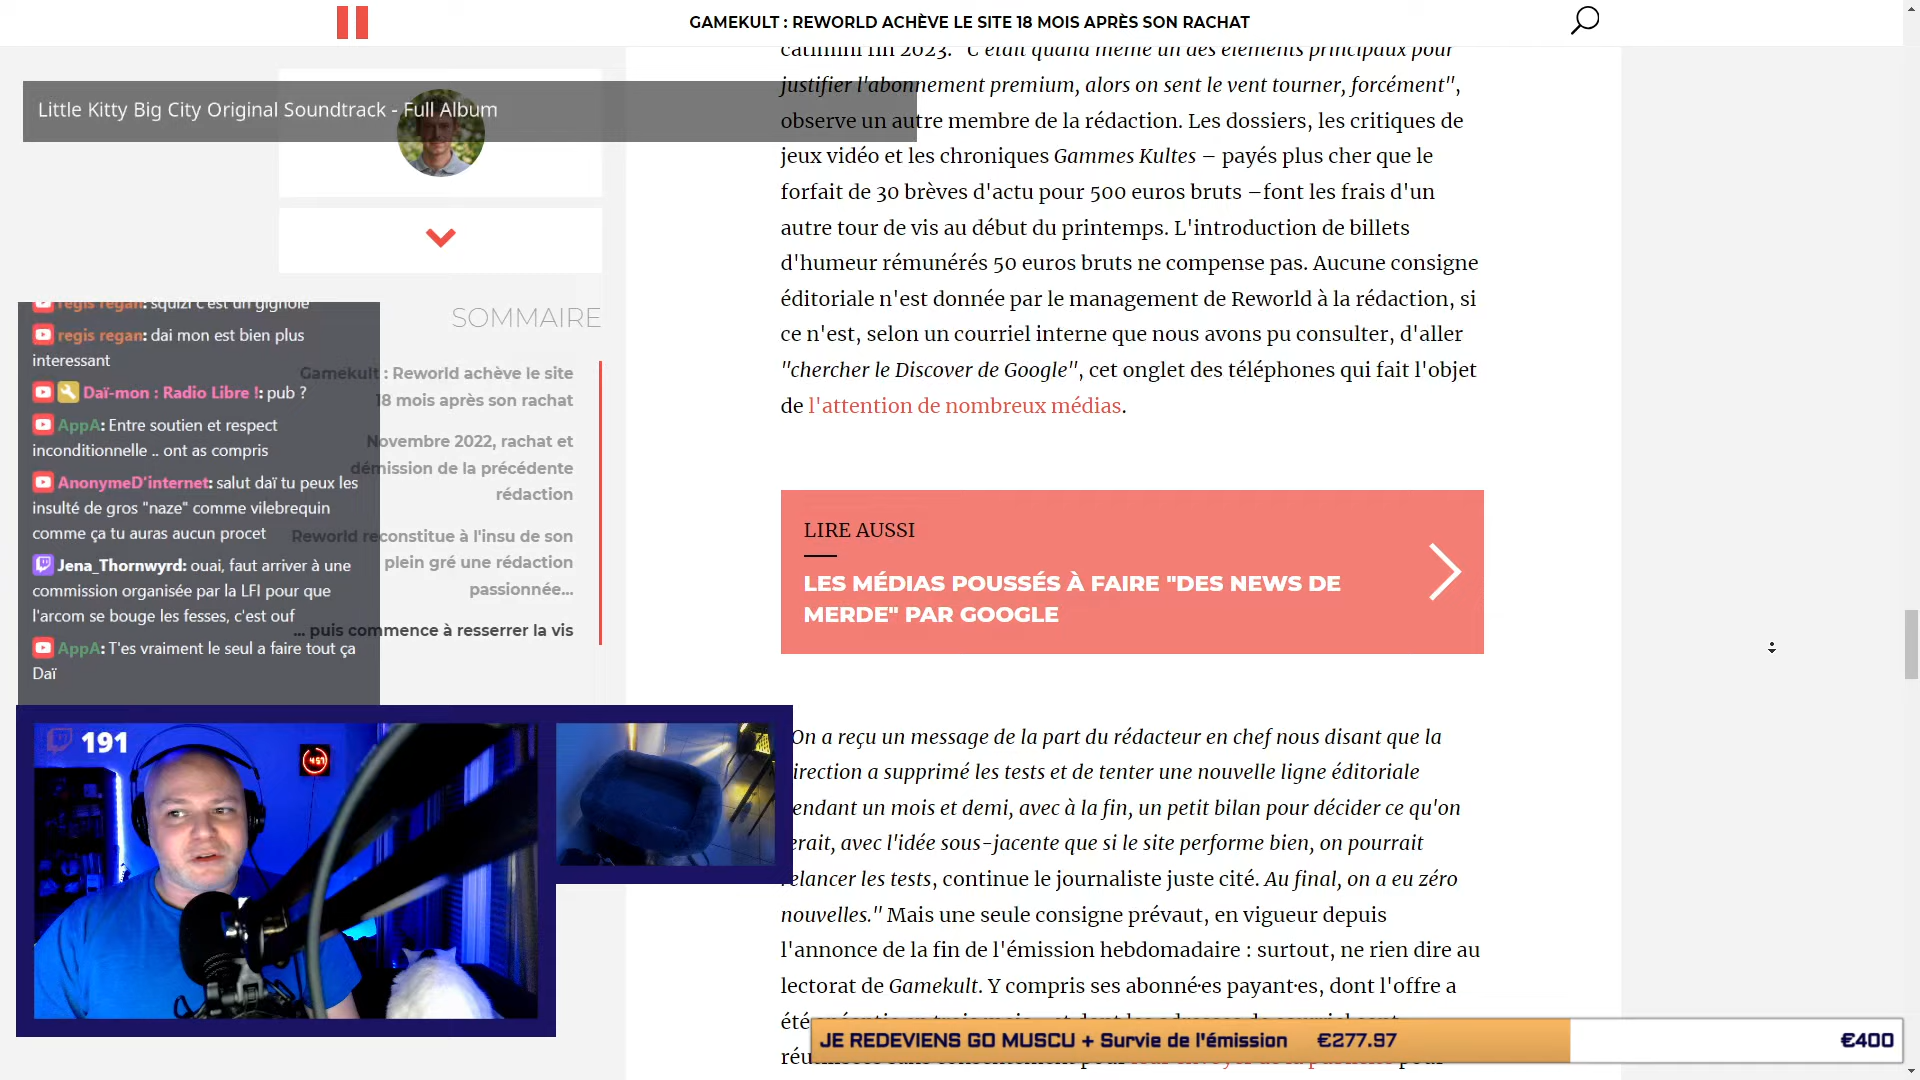 GAMEKULT : REWORLD ACHÈVE LE SITE 18 MOIS APRÈS SON RACHAT
Little Kitty Big City Original Soundtrack - Full Album
SOMMAIRE
Gamekult : Reworld achève le site
18 mois après son rachat
Novembre 2022, rachat et
démission de la précédente
rédaction
Reworld reconstitue à l'insu de son
plein gré une rédaction
passionnée...
... puis commence à resserrer la vis
regis regan: squizi c'est un gignole
regis regan: dai mon est bien plus
interessant
Daï-mon : Radio Libre !: pub ?
AppA: Entre soutien et respect
inconditionnelle .. ont as compris
AnonymeD'internet: salut daï tu peux les
insulté de gros "naze" comme vilebrequin
comme ça tu auras aucun procet
Jena_Thornwyrd: ouai, faut arriver à une
commission organisée par la LFI pour que
l'arcom se bouge les fesses, c'est ouf
AppA: T'es vraiment le seul a faire tout ça
Daï
191
catimini fin 2023. "C'était quand même un des éléments principaux pour
justifier l'abonnement premium, alors on sent le vent tourner, forcément",
observe un autre membre de la rédaction. Les dossiers, les critiques de
jeux vidéo et les chroniques Gammes Kultes – payés plus cher que le
forfait de 30 brèves d'actu pour 500 euros bruts –font les frais d'un
autre tour de vis au début du printemps. L'introduction de billets
d'humeur rémunérés 50 euros bruts ne compense pas. Aucune consigne
éditoriale n'est donnée par le management de Reworld à la rédaction, si
ce n'est, selon un courriel interne que nous avons pu consulter, d'aller
"chercher le Discover de Google", cet onglet des téléphones qui fait l'objet
de l'attention de nombreux médias.
LIRE AUSSI
LES MÉDIAS POUSSÉS À FAIRE "DES NEWS DE
MERDE" PAR GOOGLE
On a reçu un message de la part du rédacteur en chef nous disant que la
irection a supprimé les tests et de tenter une nouvelle ligne éditoriale
endant un mois et demi, avec à la fin, un petit bilan pour décider ce qu'on
erait, avec l'idée sous-jacente que si le site performe bien, on pourrait
elancer les tests, continue le journaliste juste cité. Au final, on a eu zéro
nouvelles." Mais une seule consigne prévaut, en vigueur depuis
l'annonce de la fin de l'émission hebdomadaire : surtout, ne rien dire au
lectorat de Gamekult. Y compris ses abonné·es payant·es, dont l'offre a
été
JE REDEVIENS GO MUSCU + Survie de l'émission €277.97 €400